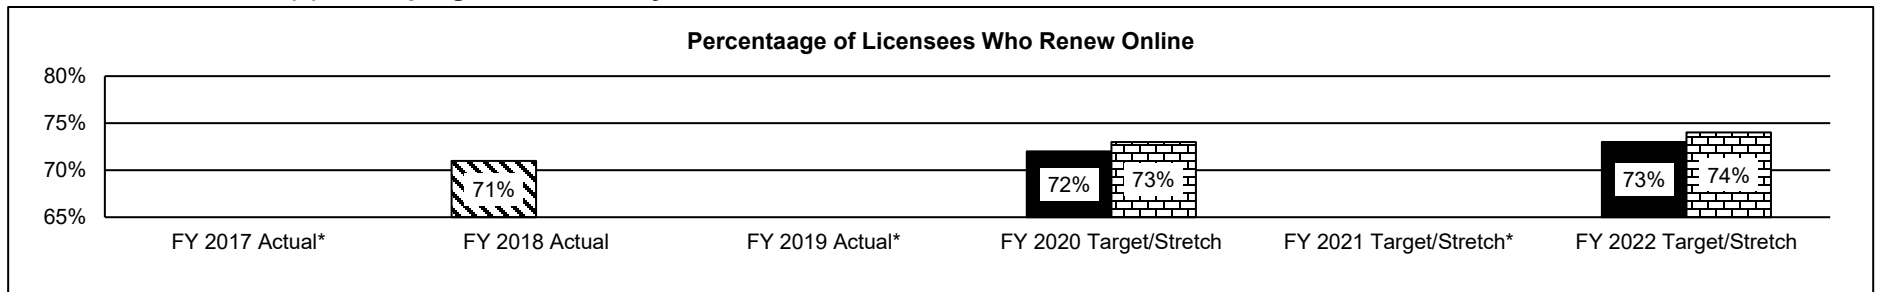 Percentaage of Licensees Who Renew Online
80%
75%
70%
65%
71%
72%
73%
73%
74%
FY 2017 Actual*
FY 2018 Actual
FY 2019 Actual*
FY 2020 Target/Stretch
FY 2021 Target/Stretch*
FY 2022 Target/Stretch